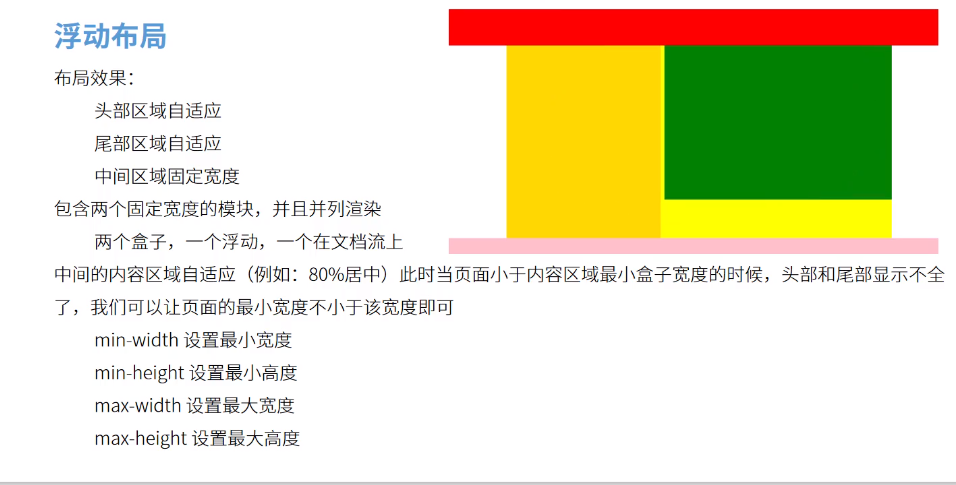 浮动布局
布局效果：
头部区域自适应
尾部区域自适应
中间区域固定宽度
包含两个固定宽度的模块，并且并列渲染
两个盒子，一个浮动，一个在文档流上
中间的内容区域自适应（例如：80%居中）此时当页面小于内容区域最小盒子宽度的时候，头部和尾部显示不全
了，我们可以让页面的最小宽度不小于该宽度即可
min-width 设置最小宽度
min-height 设置最小高度
max-width 设置最大宽度
max-height 设置最大高度